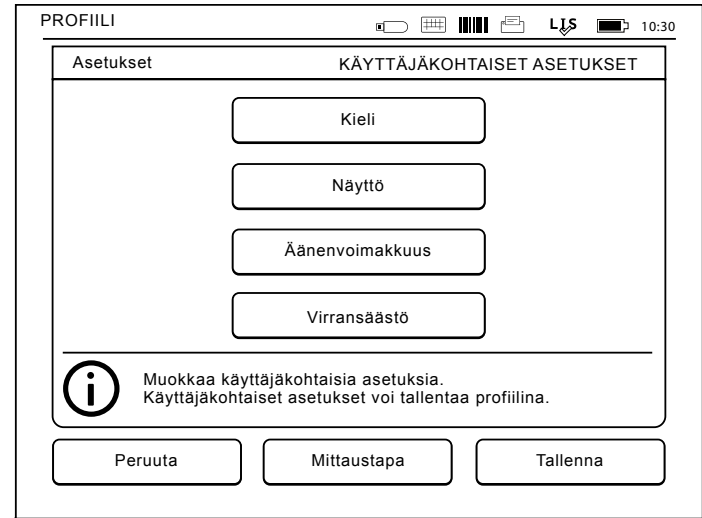 PROFIILI LIS 10:30
Asetukset KÄYTTÄJÄKOHTAISET ASETUKSET
Kieli
Näyttö
Äänenvoimakkuus
Virransäästö
Muokkaa käyttäjäkohtaisia asetuksia.
Käyttäjäkohtaiset asetukset voi tallentaa profiilina.
Peruuta Mittaustapa Tallenna